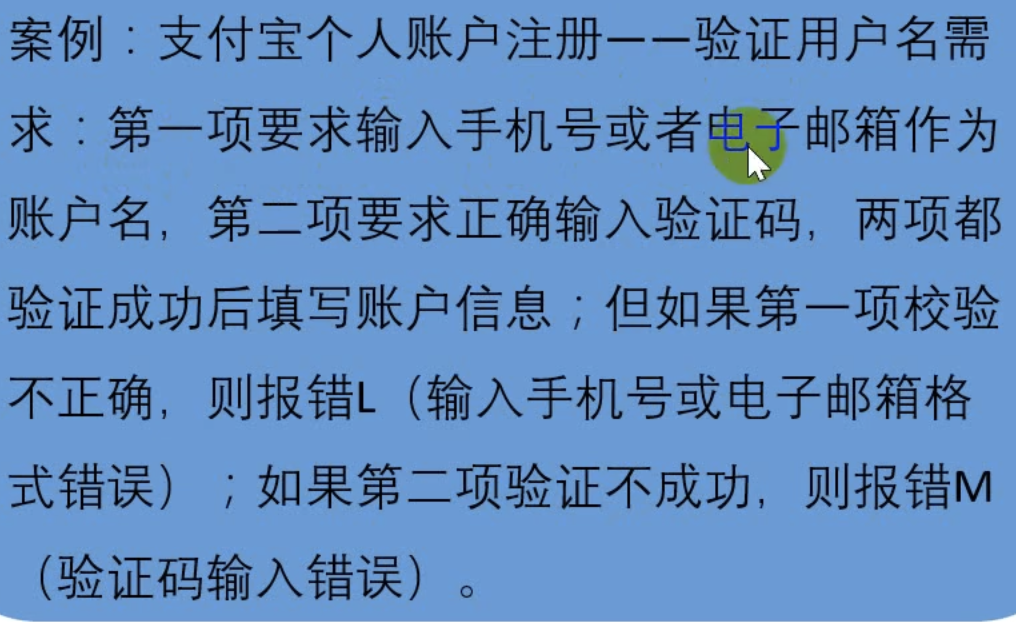 案例：支付宝个人账户注册——验证用户名需
求：第一项要求输入手机号或者电子邮箱作为
账户名，第二项要求正确输入验证码，两项都
验证成功后填写账户信息；但如果第一项校验
不正确，则报错L（输入手机号或电子邮箱格
式错误）；如果第二项验证不成功，则报错M
（验证码输入错误）。